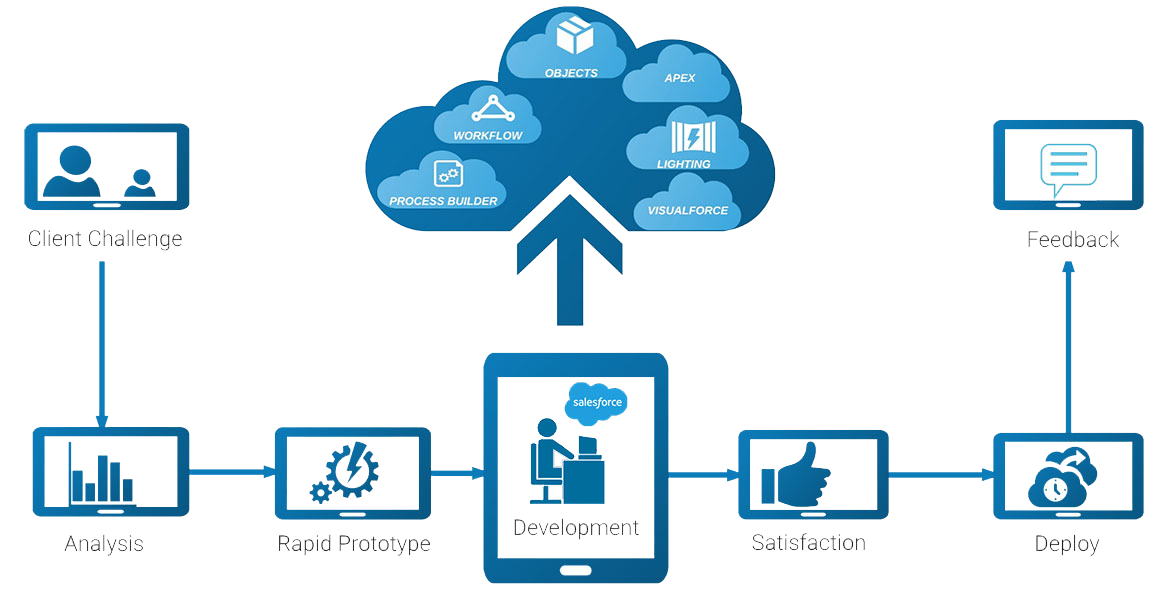 OBJECTS
APEX
WORKFLOW
LIGHTING
PROCESS BUILDER
VISUALFORCE
Client Challenge
Feedback
salesforce
Development
Analysis
Rapid Prototype
Satisfaction
Deploy